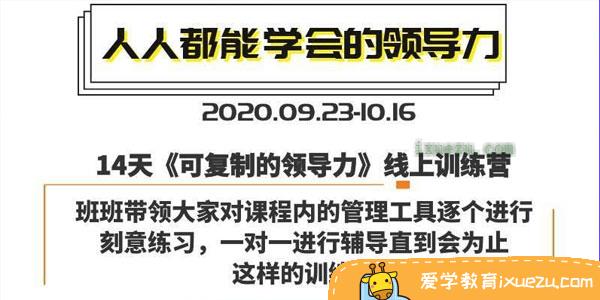 人人都能学会的领导力
2020.09.23-10.16
ixuezu.com
14天《可复制的领导力》线上训练营
班班带领大家对课程内的管理工具逐个进行
刻意练习，一对一进行辅导直到会为止
这样的训练
爱学教育ixuezu.com